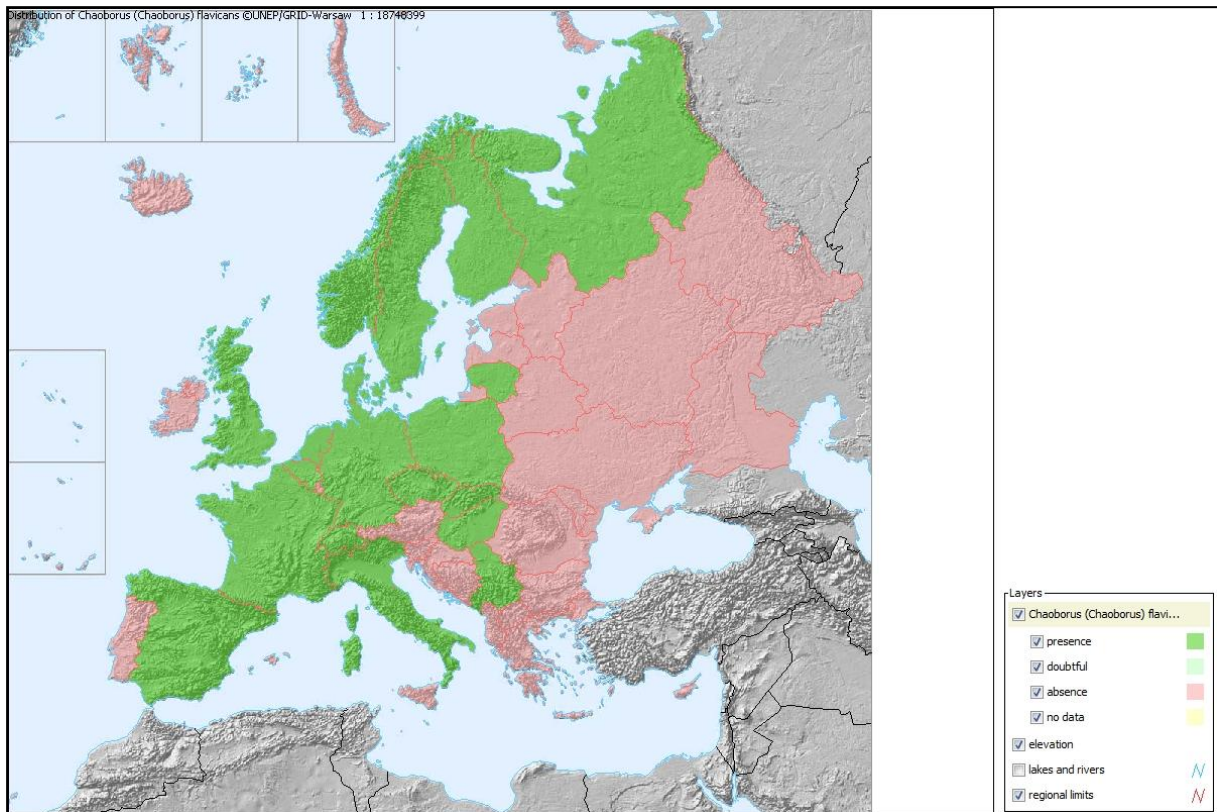 Distribution of Chaoborus (Chaoborus) flavicans ©UNEP/GRID-Warsaw 1 : 18748399
Layers
Chaoborus (Chaoborus) flavi...
presence
doubtful
absence
no data
elevation
lakes and rivers
regional limits